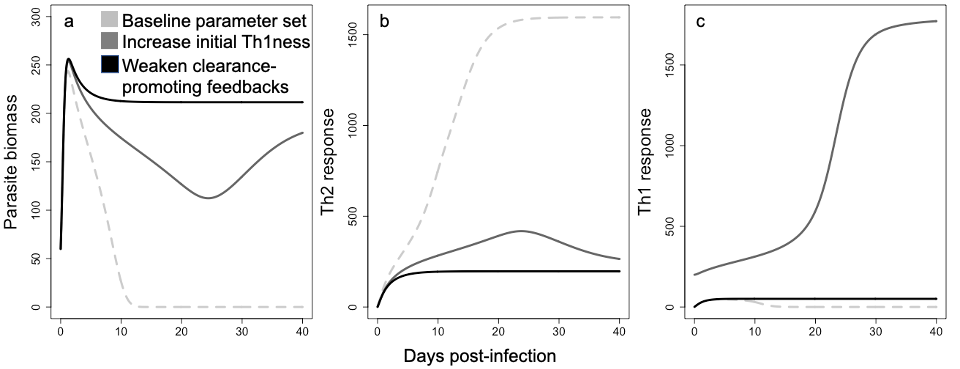 a
Baseline parameter set
Increase initial Th1ness
Weaken clearance-
promoting feedbacks
Parasite biomass
300
250
200
150
100
50
0
0 10 20 30 40
b
Th2 response
1500
1000
500
0
0 10 20 30 40
c
Th1 response
1500
1000
500
0
0 10 20 30 40
Days post-infection